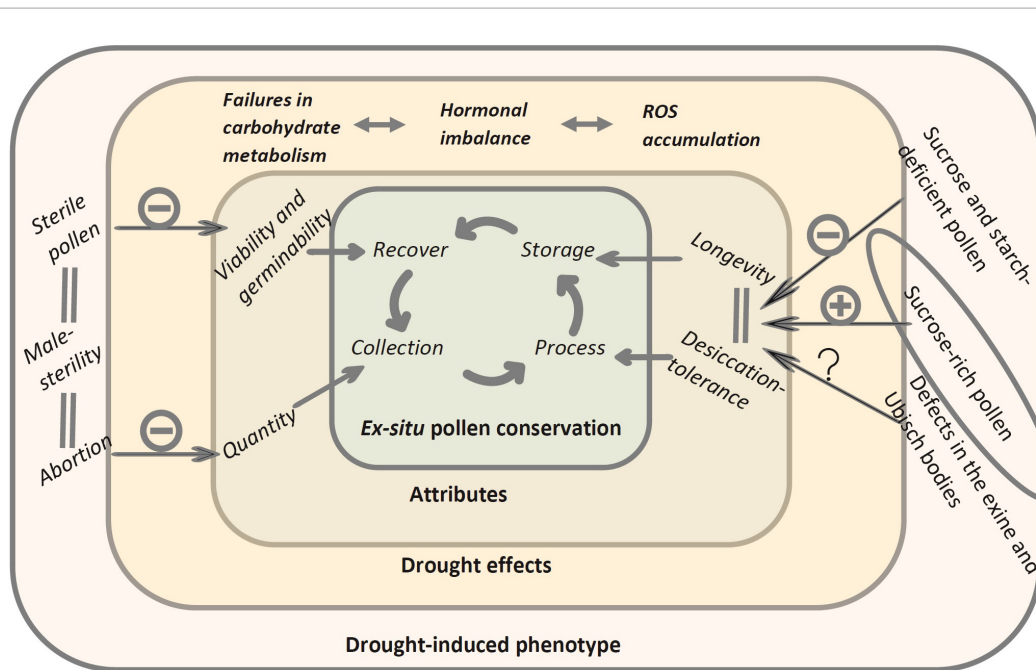 Failures in
carbohydrate
metabolism
Hormonal
imbalance
ROS
accumulation
Sterile
pollen
Male-
sterility
Abortion
Viability and
germinability
Quantity
Recover
Storage
Collection
Process
Ex-situ pollen conservation
Longevity
Desiccation-
tolerance
Sucrose and starch-
deficient pollen
Sucrose-rich pollen
Defects in the exine and
Ubisch bodies
?
Attributes
Drought effects
Drought-induced phenotype